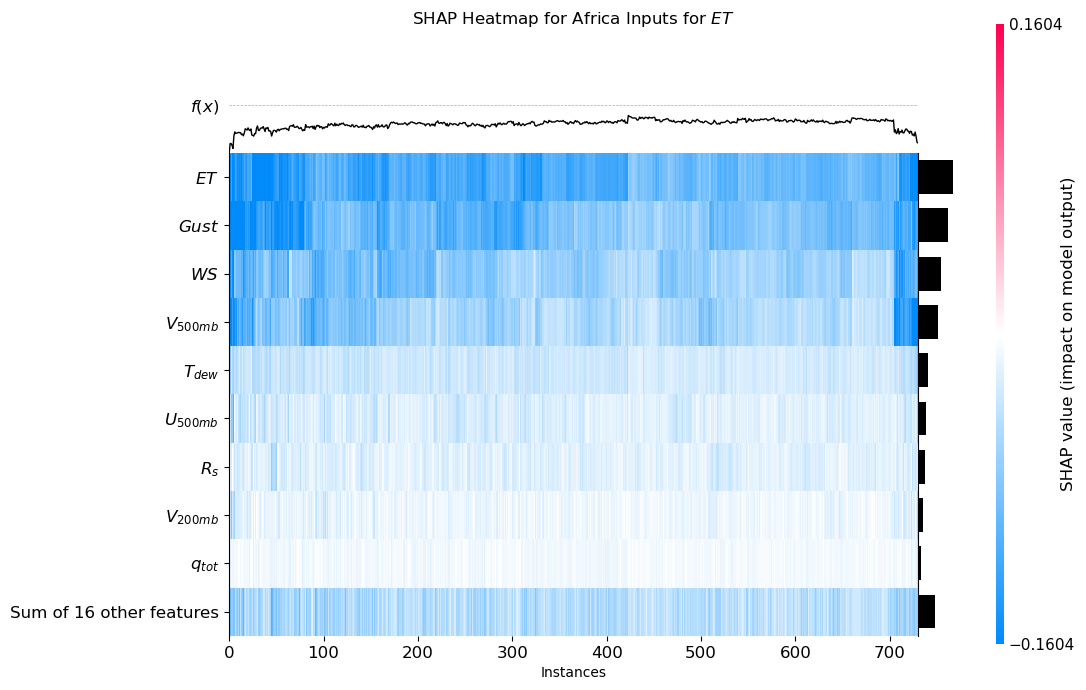 SHAP Heatmap for Africa Inputs for ET
0.1604
f(x)
ET
Gust
WS
V500mb
Tdew
U500mb
Rs
V200mb
qtot
Sum of 16 other features
0 100 200 300 400 500 600 700
Instances
−0.1604
SHAP value (impact on model output)